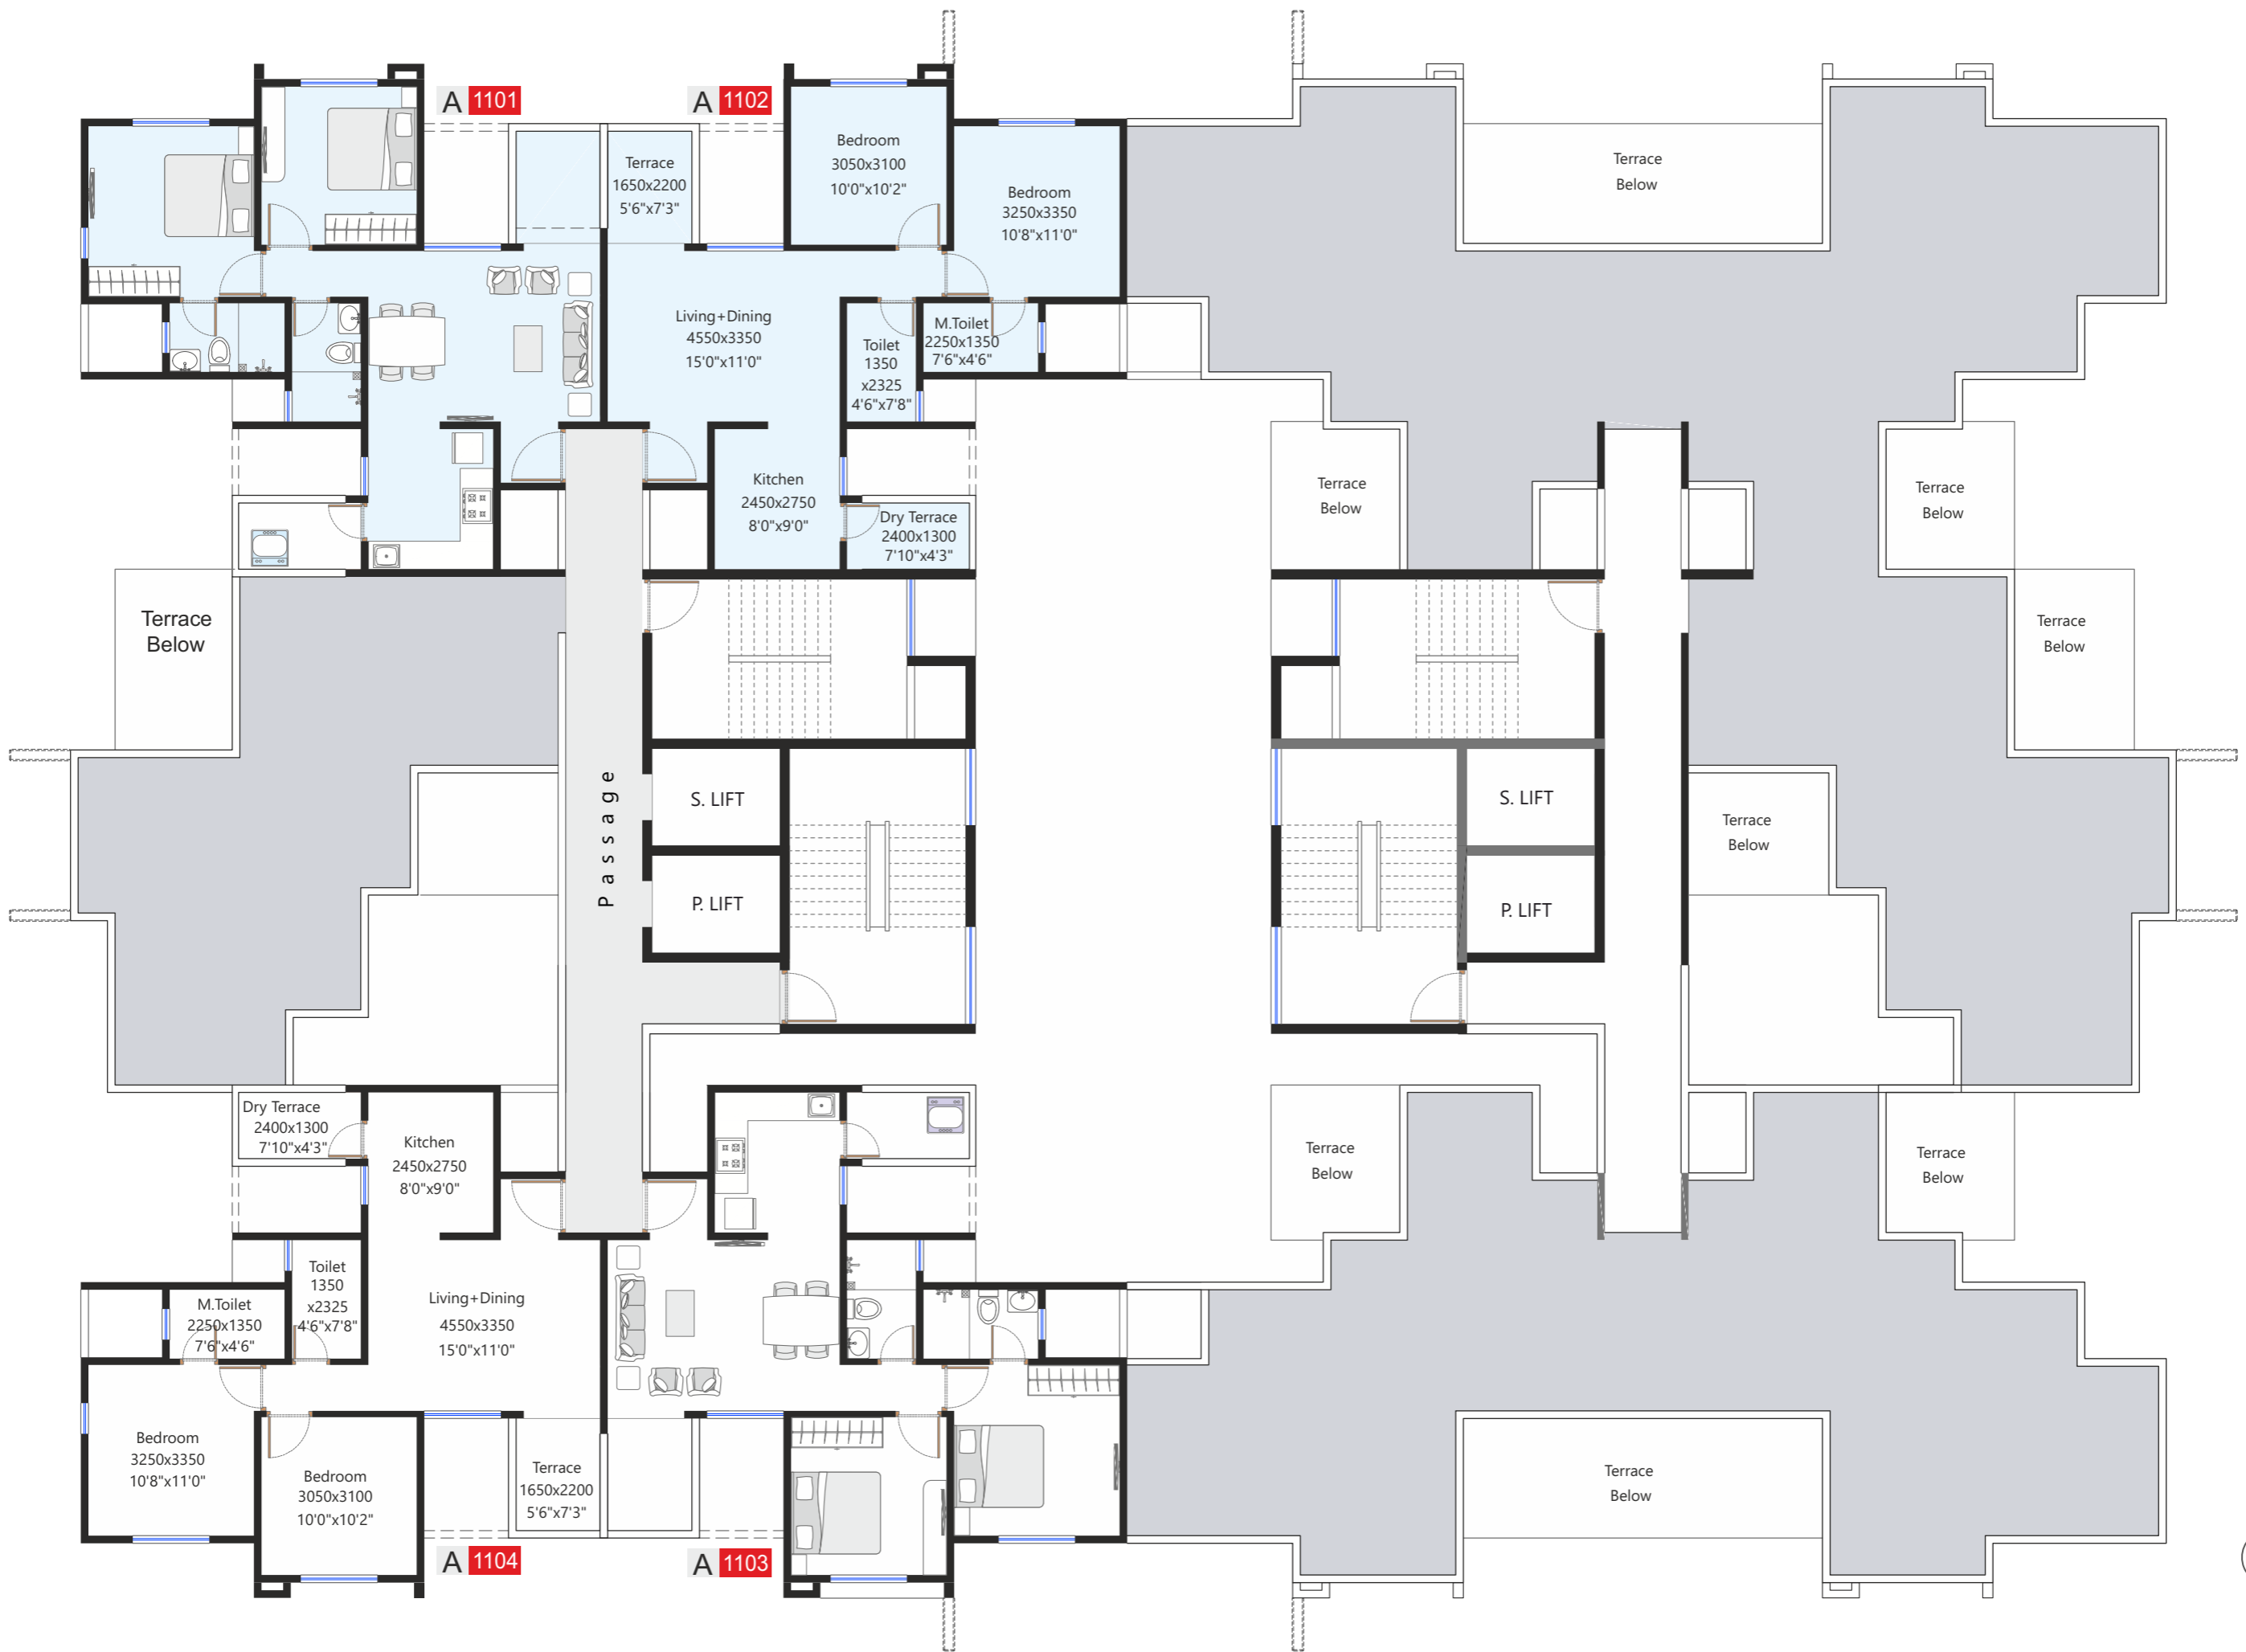 A 1101
A 1102
Bedroom
3050x3100
10'0"x10'2"
Terrace
1650x2200
5'6"x7'3"
Bedroom
3250x3350
10'8"x11'0"
Terrace
Below
Living+Dining
4550x3350
15'0"x11'0"
M.Toilet
2250x1350
7'6"x4'6"
Toilet
1350
x2325
4'6"x7'8"
Kitchen
2450x2750
8'0"x9'0"
Dry Terrace
2400x1300
7'10"x4'3"
Terrace
Below
Terrace
Below
Terrace
Below
Terrace
Below
Passage
S. LIFT
P. LIFT
S. LIFT
P. LIFT
Terrace
Below
Dry Terrace
2400x1300
7'10"x4'3"
Kitchen
2450x2750
8'0"x9'0"
Terrace
Below
Terrace
Below
Toilet
1350
x2325
4'6"x7'8"
M.Toilet
2250x1350
7'6"x4'6"
Living+Dining
4550x3350
15'0"x11'0"
Bedroom
3250x3350
10'8"x11'0"
Bedroom
3050x3100
10'0"x10'2"
Terrace
1650x2200
5'6"x7'3"
Terrace
Below
A 1104
A 1103